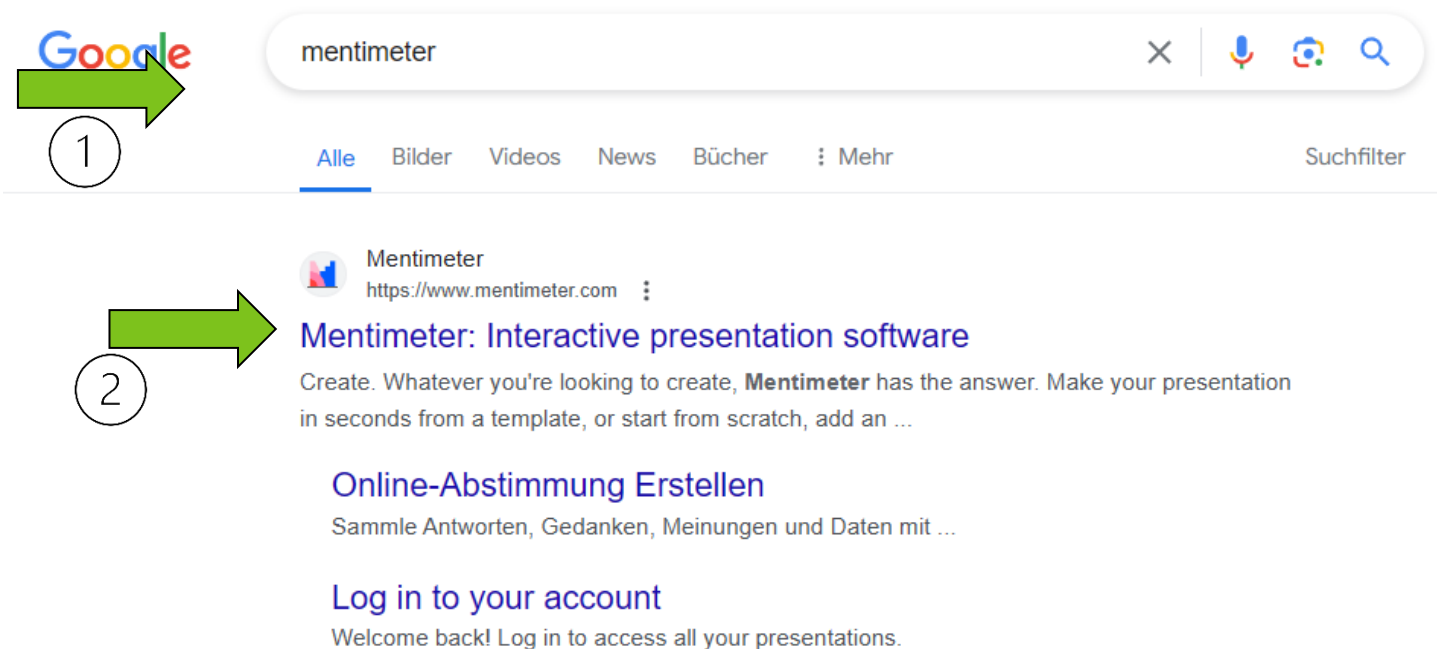 Google
mentimeter
1
Alle Bilder Videos News Bücher Mehr Suchfilter
Mentimeter
https://www.mentimeter.com
Mentimeter: Interactive presentation software
2
Create. Whatever you're looking to create, Mentimeter has the answer. Make your presentation
in seconds from a template, or start from scratch, add an ...
Online-Abstimmung Erstellen
Sammle Antworten, Gedanken, Meinungen und Daten mit ...
Log in to your account
Welcome back! Log in to access all your presentations.